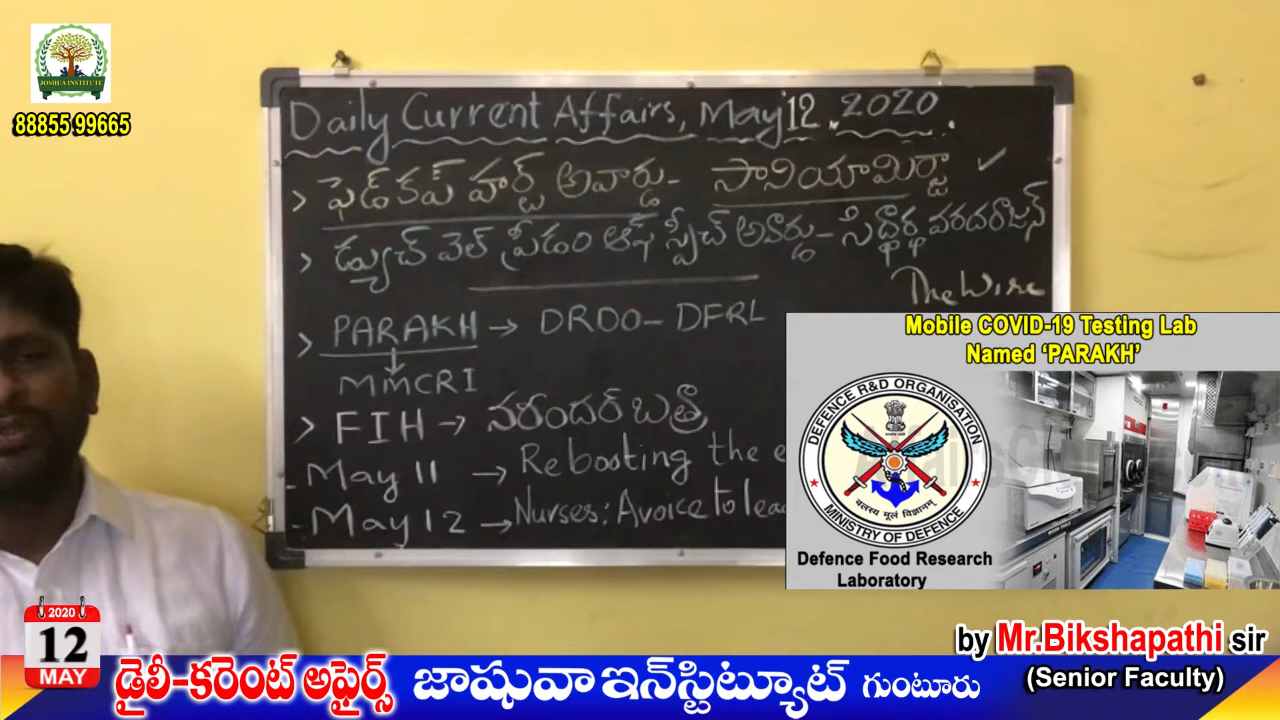 JOSHUA INSTITUTE
88855 99665
Daily Current Affairs, May 12, 2020.
> ఫెడ్ కప్ హార్ట్ అవార్డు - సానియామిర్జా ✓
> డ్యుచ్ వెల్ ఫ్రీడం ఆఫ్ స్పీచ్ అవార్డు - సిద్ధార్థ వరదరాజన్
The Wire
> PARAKH → DRDO - DFRL
MMCRI
> FIH → నరిందర్ బత్రా
- May 11 → Rebooting the e
- May 12 → Nurses: A voice to lead
Mobile COVID-19 Testing Lab
Named ‘PARAKH’
DEFENCE R&D ORGANISATION
बलस्य मूलं विज्ञानम्
MINISTRY OF DEFENCE
Defence Food Research
Laboratory
2020
12
MAY
by Mr.Bikshapathi sir
(Senior Faculty)
డైలీ-కరెంట్ అఫైర్స్ జాషువా ఇన్‌స్టిట్యూట్ గుంటూరు